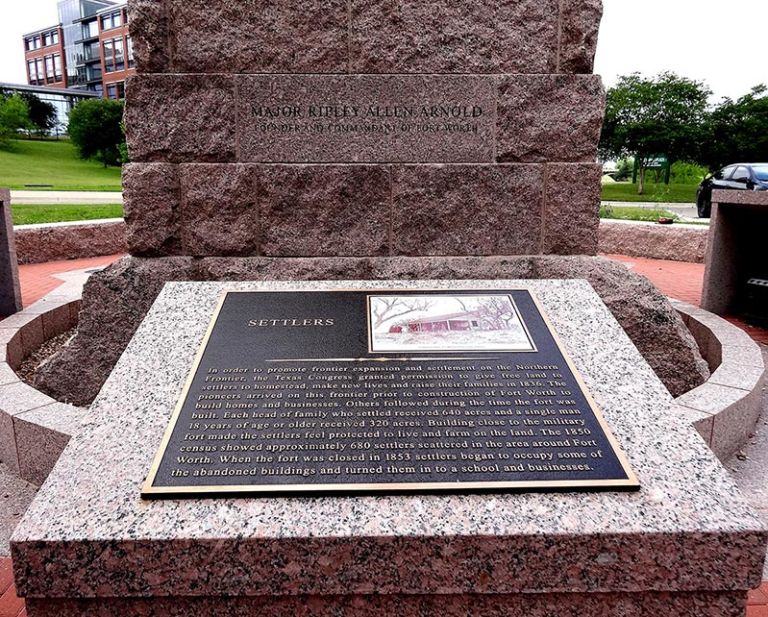 MAJOR RIPLEY ALLEN ARNOLD
FOUNDER AND COMMANDANT OF FORT WORTH
SETTLERS
In order to promote frontier expansion and settlement on the Northern
Frontier, the Texas Congress granted permission to give free land to
settlers to homestead, make new lives and raise their families in 1836. The
pioneers arrived on this frontier prior to construction of Fort Worth to
build homes and businesses. Others followed during the time the fort was
built. Each head of family who settled received 640 acres and a single man
18 years of age or older received 320 acres. Building close to the military
fort made the settlers feel protected to live and farm on the land. The 1850
census showed approximately 680 settlers scattered in the area around Fort
Worth. When the fort was closed in 1853 settlers began to occupy some of
the abandoned buildings and turned them in to a school and businesses.